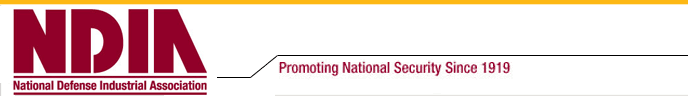 NDIA
National Defense Industrial Association
Promoting National Security Since 1919